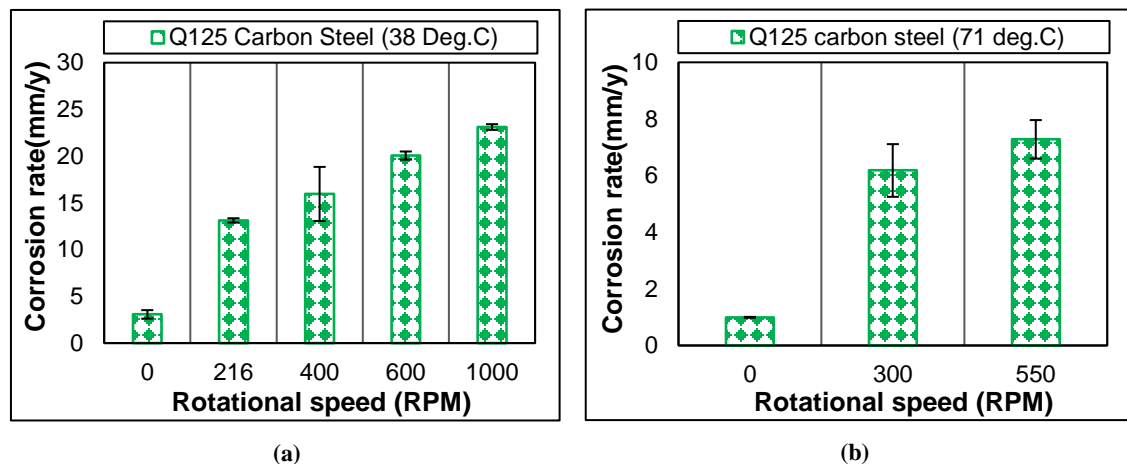 Q125 Carbon Steel (38 Deg.C)
Corrosion rate(mm/y)
30
25
20
15
10
5
0
0 216 400 600 1000
Rotational speed (RPM)
(a)
Q125 carbon steel (71 deg.C)
Corrosion rate(mm/y)
10
8
6
4
2
0
0 300 550
Rotational speed (RPM)
(b)